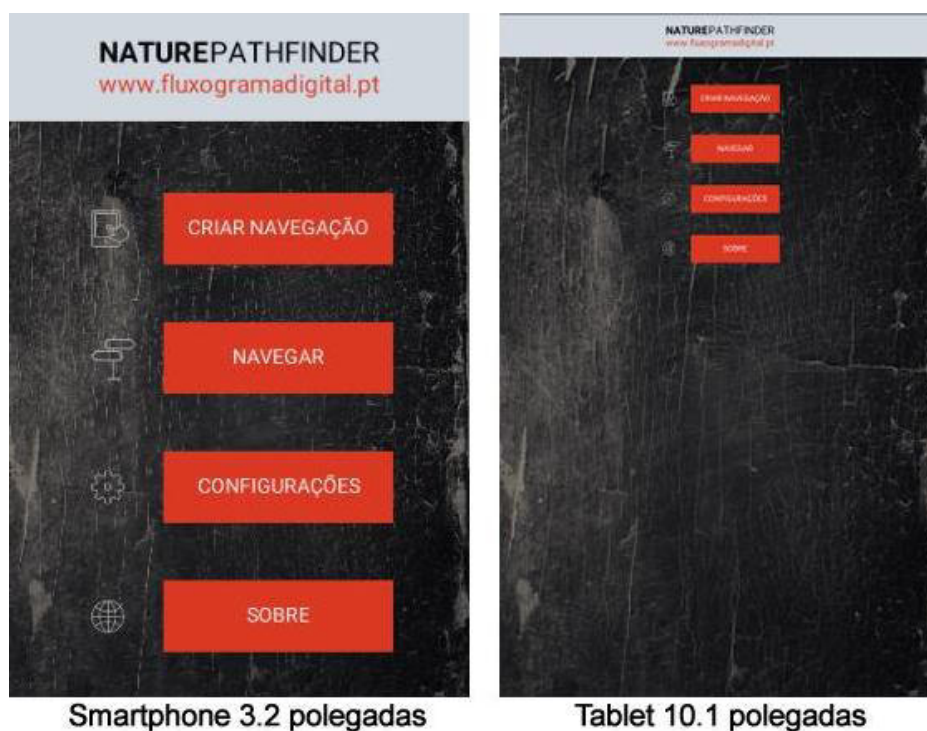 NATUREPATHFINDER
www.fluxogramadigital.pt
CRIAR NAVEGAÇÃO
NAVEGAR
CONFIGURAÇÕES
SOBRE
Smartphone 3.2 polegadas
NATUREPATHFINDER
www.fluxogramadigital.pt
CRIAR NAVEGAÇÃO
NAVEGAR
CONFIGURAÇÕES
SOBRE
Tablet 10.1 polegadas